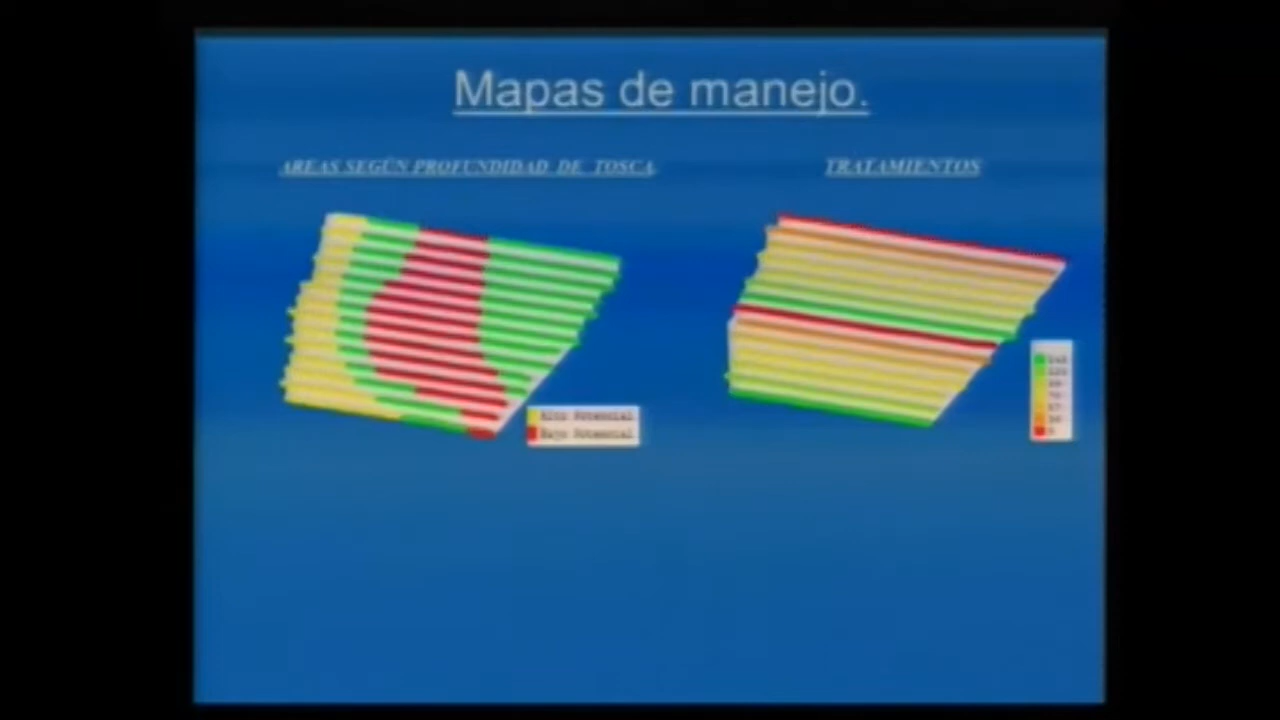 Mapas de manejo.
AREAS SEGÚN PROFUNDIDAD DE TOSCA
TRATAMIENTOS
Alto Potencial
Bajo Potencial